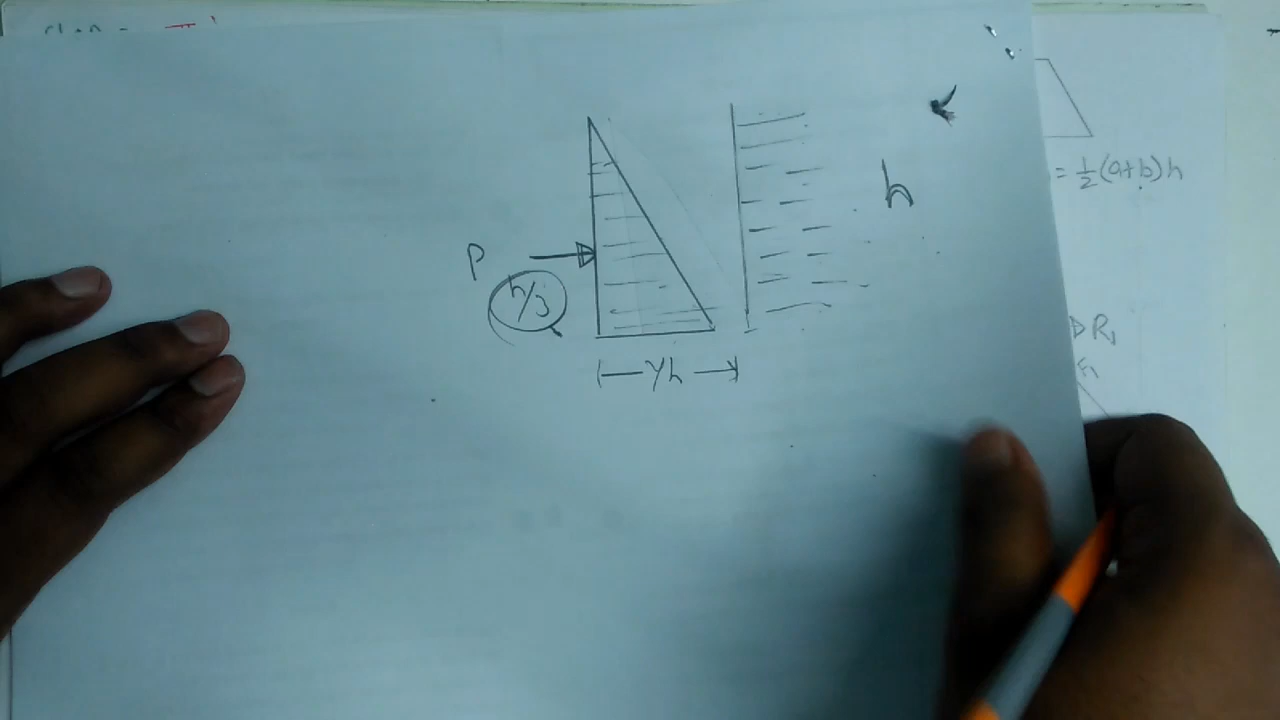 h
P
h/3
γh
= 1/2 (a+b)h
R₁